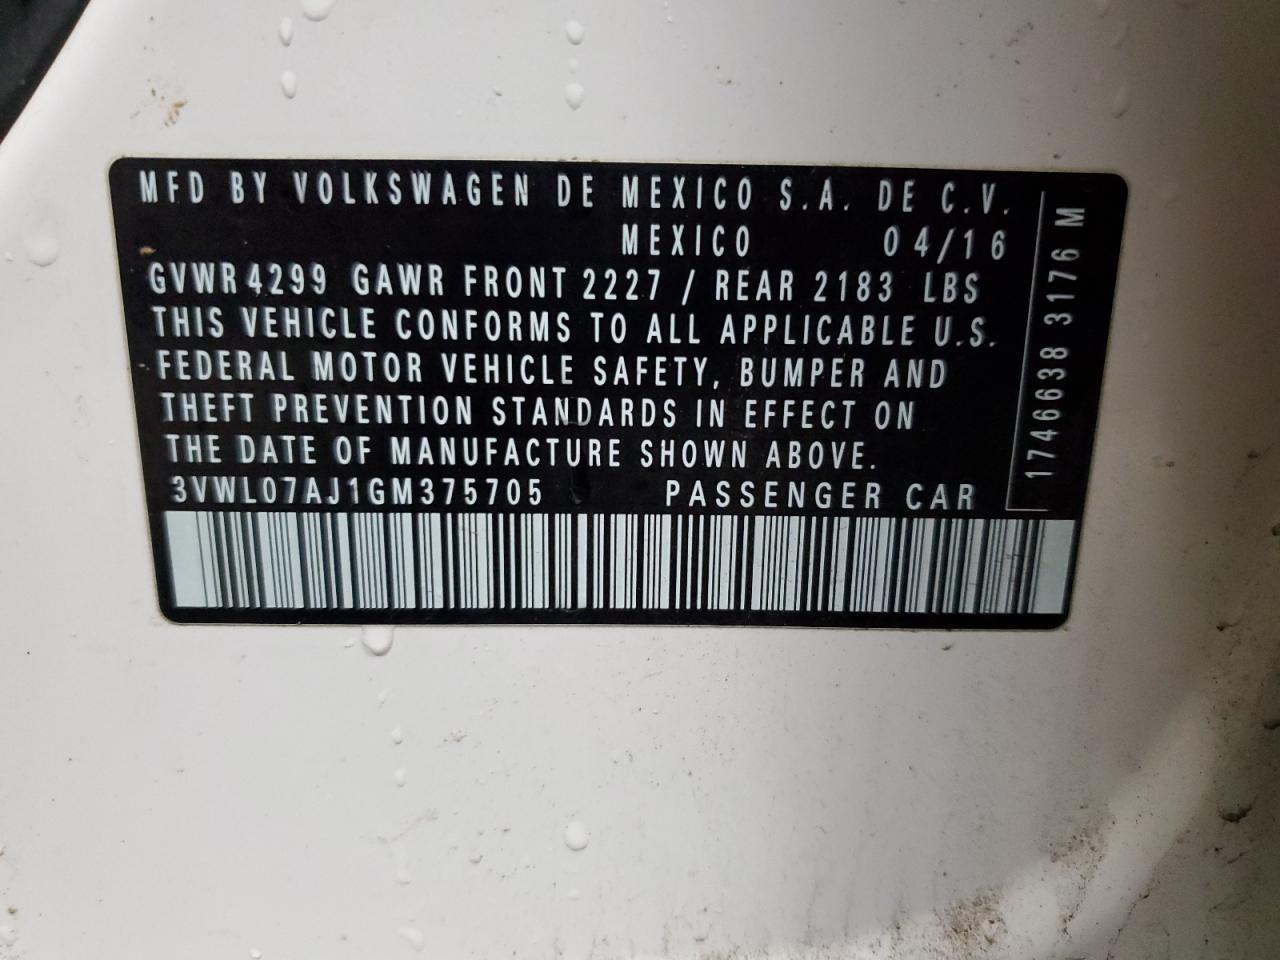 MFD BY VOLKSWAGEN DE MEXICO S.A. DE C.V.
MEXICO 04/16
GVWR 4299 GAWR FRONT 2227 / REAR 2183 LBS
THIS VEHICLE CONFORMS TO ALL APPLICABLE U.S.
FEDERAL MOTOR VEHICLE SAFETY, BUMPER AND
THEFT PREVENTION STANDARDS IN EFFECT ON
THE DATE OF MANUFACTURE SHOWN ABOVE.
3VWL07AJ1GM375705 PASSENGER CAR
1746638 3176 M